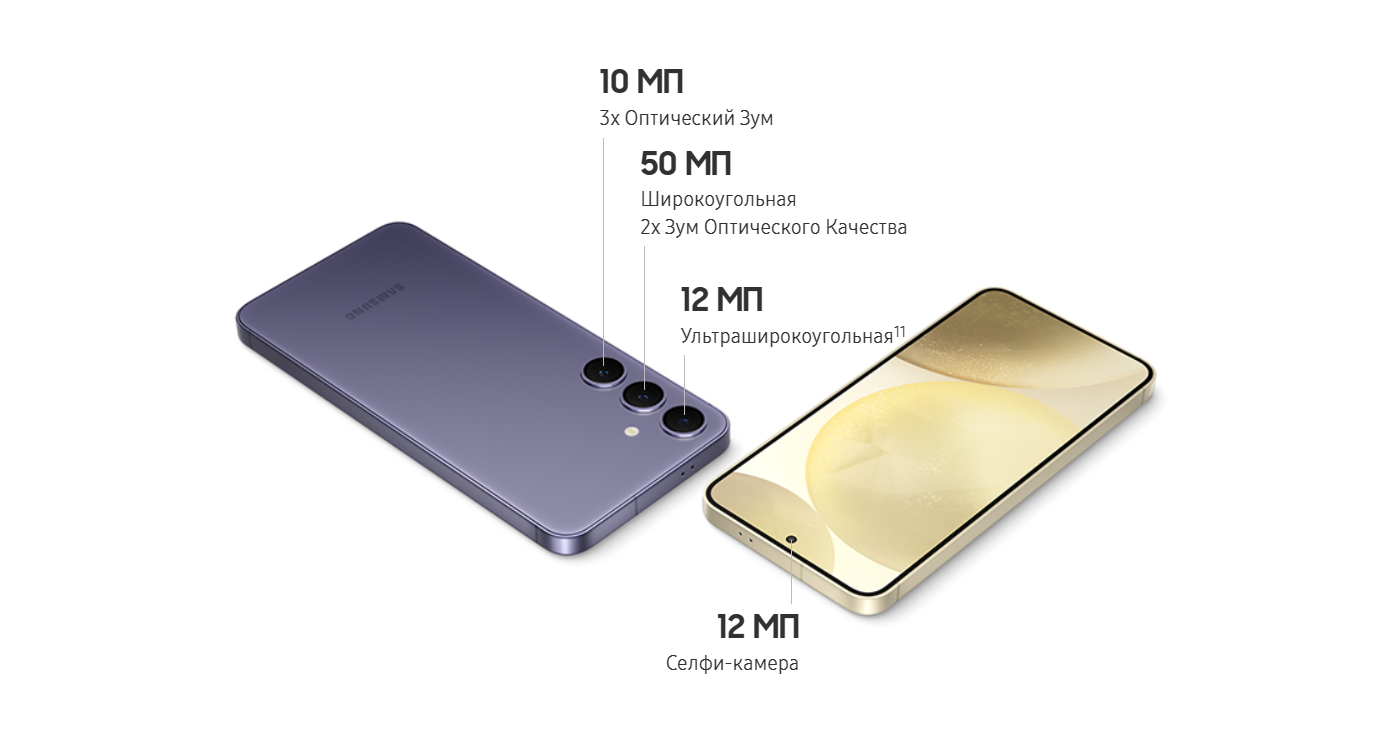 10 МП
3x Оптический Зум
50 МП
Широкоугольная
2x Зум Оптического Качества
12 МП
Ультраширокоугольная11
SAMSUNG
12 МП
Селфи-камера